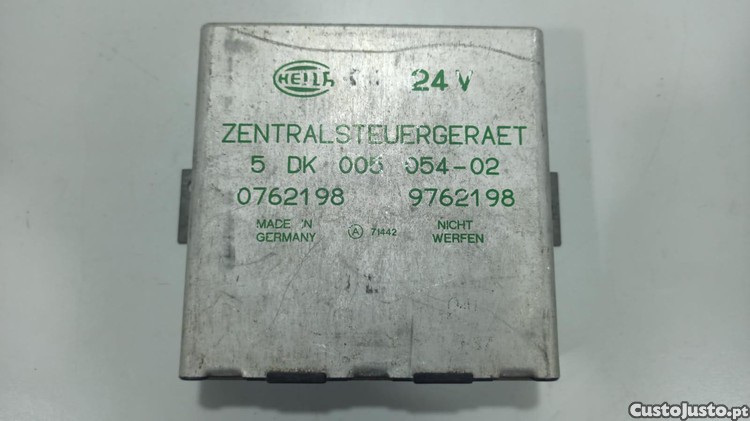 HELLA 24 V
ZENTRALSTEUERGERAET
5 DK 005 054-02
0762198 9762198
MADE IN NICHT
GERMANY Ⓐ 71442 WERFEN
CustoJusto.pt